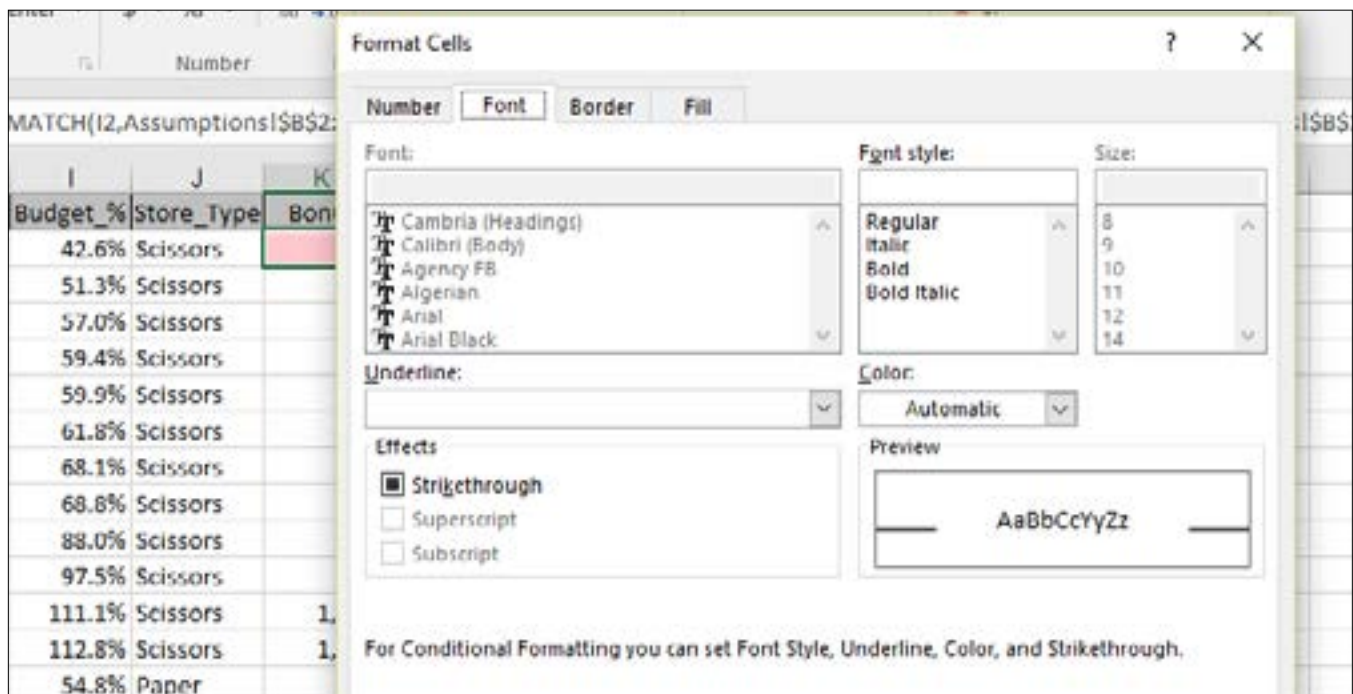 Format Cells ? X
Number
Number Font Border Fill
MATCH(I2,Assumptions!$B$2: !$B$
Font: Font style: Size:
I J K
Budget_% Store_Type Bon
Cambria (Headings) Regular 8
Calibri (Body) Italic 9
42.6% Scissors
Agency FB Bold 10
Algerian Bold Italic 11
51.3% Scissors
Arial 12
57.0% Scissors
Arial Black 14
59.4% Scissors
Underline: Color:
59.9% Scissors
Automatic
61.8% Scissors
Effects Preview
68.1% Scissors
Strikethrough
68.8% Scissors
Superscript AaBbCcYyZz
88.0% Scissors
Subscript
97.5% Scissors
111.1% Scissors 1,
112.8% Scissors 1,
For Conditional Formatting you can set Font Style, Underline, Color, and Strikethrough.
54.8% Paper